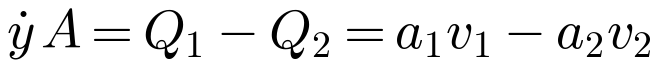 ẏ A = Q₁ − Q₂ = a₁v₁ − a₂v₂